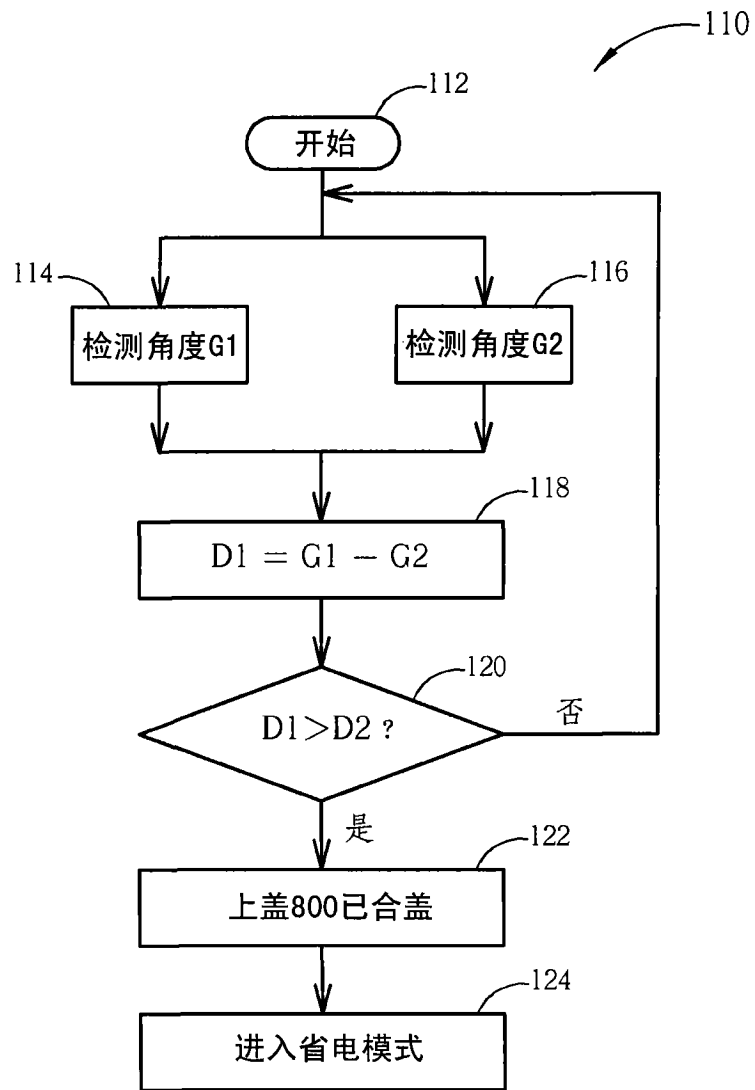 110
112
开始
114
116
检测角度G1
检测角度G2
118
D1 = G1 - G2
120
D1>D2？
否
是
122
上盖800已合盖
124
进入省电模式